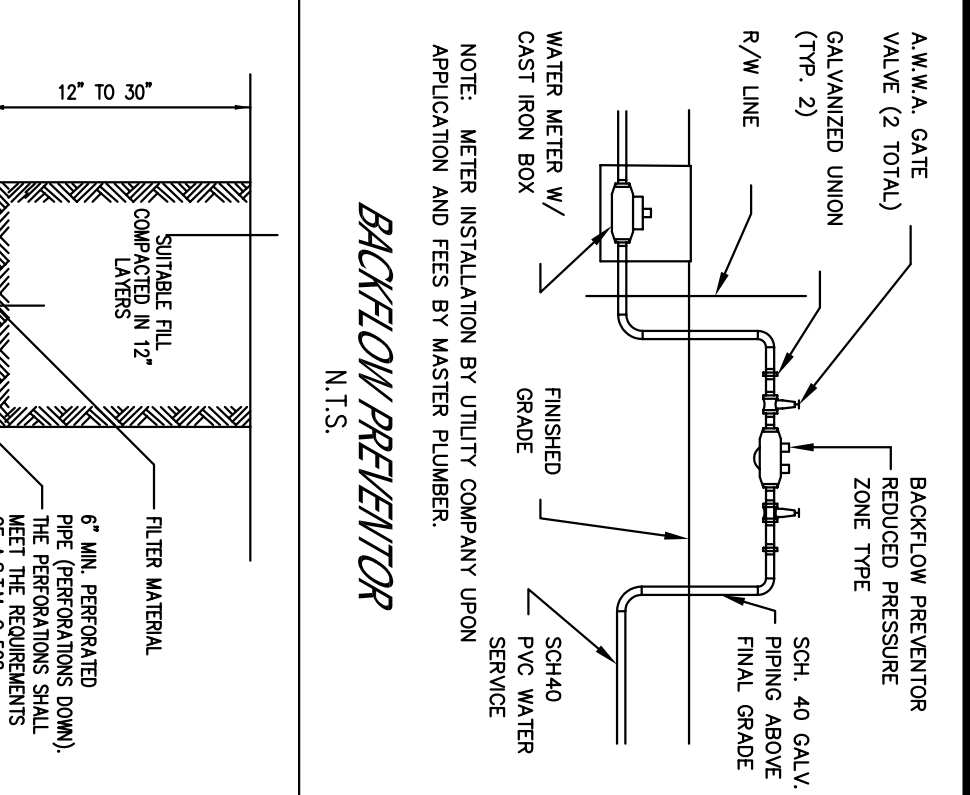 A.W.W.A. GATE
VALVE (2 TOTAL)
GALVANIZED UNION
(TYP. 2)
R/W LINE
WATER METER W/
CAST IRON BOX
BACKFLOW PREVENTOR
REDUCED PRESSURE
ZONE TYPE
SCH. 40 GALV.
PIPING ABOVE
FINAL GRADE
FINISHED
GRADE
SCH40
PVC WATER
SERVICE
NOTE: METER INSTALLATION BY UTILITY COMPANY UPON
APPLICATION AND FEES BY MASTER PLUMBER.
BACKFLOW PREVENTOR
N.T.S.
12" TO 30"
SUITABLE FILL
COMPACTED IN 12"
LAYERS
FILTER MATERIAL
6" MIN. PERFORATED
PIPE (PERFORATIONS DOWN).
THE PERFORATIONS SHALL
MEET THE REQUIREMENTS